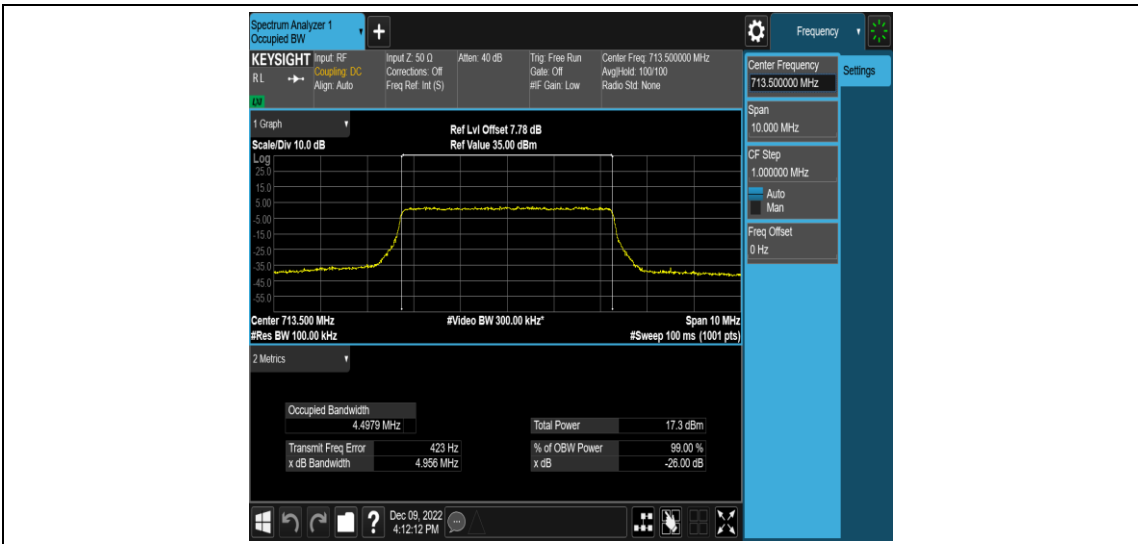 Spectrum Analyzer 1
Occupied BW
+
Frequency
KEYSIGHT
RL
LXI
Input: RF
Coupling: DC
Align: Auto
Input Z: 50 Ω
Corrections: Off
Freq Ref: Int (S)
Atten: 40 dB
Trig: Free Run
Gate: Off
#IF Gain: Low
Center Freq: 713.500000 MHz
Avg|Hold: 100/100
Radio Std: None
Center Frequency
713.500000 MHz
Settings
Span
10.000 MHz
CF Step
1.000000 MHz
Auto
Man
Freq Offset
0 Hz
1 Graph
Scale/Div 10.0 dB
Ref Lvl Offset 7.78 dB
Ref Value 35.00 dBm
Log
25.0
15.0
5.00
-5.00
-15.0
-25.0
-35.0
-45.0
-55.0
Center 713.500 MHz
#Video BW 300.00 kHz*
Span 10 MHz
#Res BW 100.00 kHz
#Sweep 100 ms (1001 pts)
2 Metrics
Occupied Bandwidth
4.4979 MHz
Transmit Freq Error 423 Hz
x dB Bandwidth 4.956 MHz
Total Power 17.3 dBm
% of OBW Power 99.00 %
x dB -26.00 dB
?
Dec 09, 2022
4:12:12 PM